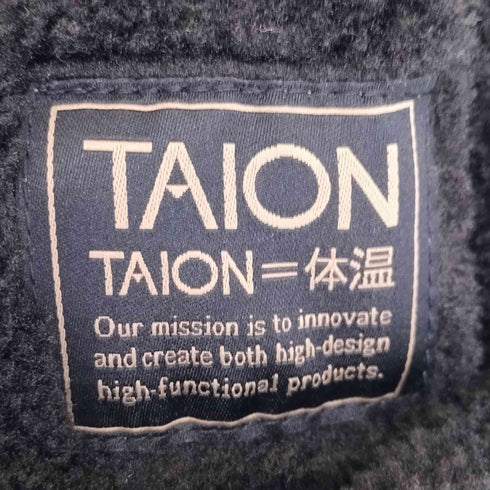 TAION
TAION=体温
Our mission is to innovate
and create both high-design
high-functional products.